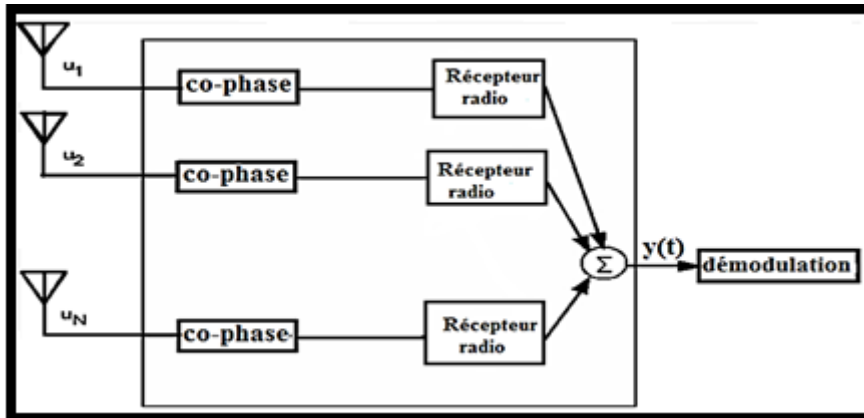 u1
co-phase
Récepteur
radio
u2
co-phase
Récepteur
radio
uN
co-phase
Récepteur
radio
Σ
y(t)
démodulation